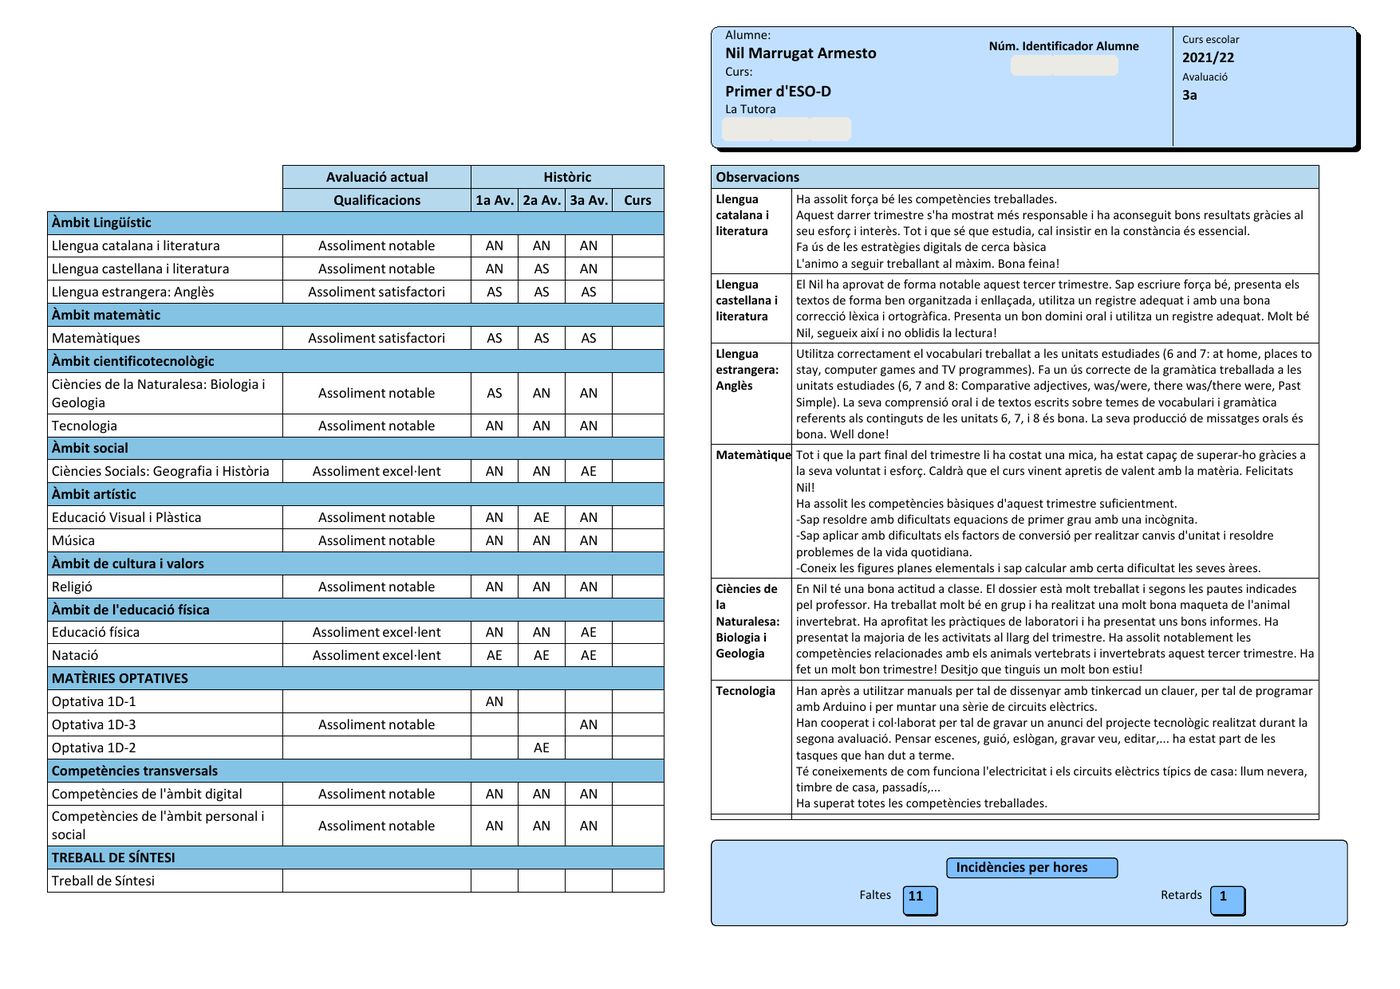 Alumne:
Nil Marrugat Armesto
Curs:
Primer d'ESO-D
La Tutora
Núm. Identificador Alumne
Curs escolar
2021/22
Avaluació
3a
Avaluació actual Històric
Qualificacions 1a Av. 2a Av. 3a Av. Curs
Àmbit Lingüístic
Llengua catalana i literatura Assoliment notable AN AN AN
Llengua castellana i literatura Assoliment notable AN AS AN
Llengua estrangera: Anglès Assoliment satisfactori AS AS AS
Àmbit matemàtic
Matemàtiques Assoliment satisfactori AS AS AS
Àmbit cientificotecnològic
Ciències de la Naturalesa: Biologia i
Geologia Assoliment notable AS AN AN
Tecnologia Assoliment notable AN AN AN
Àmbit social
Ciències Socials: Geografia i Història Assoliment excel·lent AN AN AE
Àmbit artístic
Educació Visual i Plàstica Assoliment notable AN AE AN
Música Assoliment notable AN AN AN
Àmbit de cultura i valors
Religió Assoliment notable AN AN AN
Àmbit de l'educació física
Educació física Assoliment excel·lent AN AN AE
Natació Assoliment excel·lent AE AE AE
MATÈRIES OPTATIVES
Optativa 1D-1 AN
Optativa 1D-3 Assoliment notable AN
Optativa 1D-2 AE
Competències transversals
Competències de l'àmbit digital Assoliment notable AN AN AN
Competències de l'àmbit personal i
social Assoliment notable AN AN AN
TREBALL DE SÍNTESI
Treball de Síntesi
Observacions
Llengua
catalana i
literatura
Ha assolit força bé les competències treballades.
Aquest darrer trimestre s'ha mostrat més responsable i ha aconseguit bons resultats gràcies al
seu esforç i interès. Tot i que sé que estudia, cal insistir en la constància és essencial.
Fa ús de les estratègies digitals de cerca bàsica
L'animo a seguir treballant al màxim. Bona feina!
Llengua
castellana i
literatura
El Nil ha aprovat de forma notable aquest tercer trimestre. Sap escriure força bé, presenta els
textos de forma ben organitzada i enllaçada, utilitza un registre adequat i amb una bona
correcció lèxica i ortogràfica. Presenta un bon domini oral i utilitza un registre adequat. Molt bé
Nil, segueix així i no oblidis la lectura!
Llengua
estrangera:
Anglès
Utilitza correctament el vocabulari treballat a les unitats estudiades (6 and 7: at home, places to
stay, computer games and TV programmes). Fa un ús correcte de la gramàtica treballada a les
unitats estudiades (6, 7 and 8: Comparative adjectives, was/were, there was/there were, Past
Simple). La seva comprensió oral i de textos escrits sobre temes de vocabulari i gramàtica
referents als continguts de les unitats 6, 7, i 8 és bona. La seva producció de missatges orals és
bona. Well done!
Matemàtique
Tot i que la part final del trimestre li ha costat una mica, ha estat capaç de superar-ho gràcies a
la seva voluntat i esforç. Caldrà que el curs vinent apretis de valent amb la matèria. Felicitats
Nil!
Ha assolit les competències bàsiques d'aquest trimestre suficientment.
-Sap resoldre amb dificultats equacions de primer grau amb una incògnita.
-Sap aplicar amb dificultats els factors de conversió per realitzar canvis d'unitat i resoldre
problemes de la vida quotidiana.
-Coneix les figures planes elementals i sap calcular amb certa dificultat les seves àrees.
Ciències de
la
Naturalesa:
Biologia i
Geologia
En Nil té una bona actitud a classe. El dossier està molt treballat i segons les pautes indicades
pel professor. Ha treballat molt bé en grup i ha realitzat una molt bona maqueta de l'animal
invertebrat. Ha aprofitat les pràctiques de laboratori i ha presentat uns bons informes. Ha
presentat la majoria de les activitats al llarg del trimestre. Ha assolit notablement les
competències relacionades amb els animals vertebrats i invertebrats aquest tercer trimestre. Ha
fet un molt bon trimestre! Desitjo que tinguis un molt bon estiu!
Tecnologia
Han après a utilitzar manuals per tal de dissenyar amb tinkercad un clauer, per tal de programar
amb Arduino i per muntar una sèrie de circuits elèctrics.
Han cooperat i col·laborat per tal de gravar un anunci del projecte tecnològic realitzat durant la
segona avaluació. Pensar escenes, guió, eslògan, gravar veu, editar,... ha estat part de les
tasques que han dut a terme.
Té coneixements de com funciona l'electricitat i els circuits elèctrics típics de casa: llum nevera,
timbre de casa, passadís,...
Ha superat totes les competències treballades.
Incidències per hores
Faltes 11 Retards 1